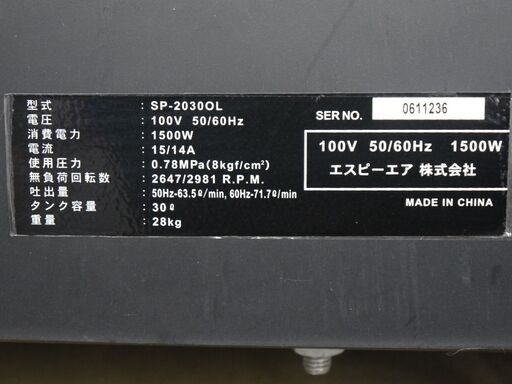 型式 : SP-2030OL
電圧 : 100V 50/60Hz
消費電力 : 1500W
電流 : 15/14A
使用圧力 : 0.78MPa(8kgf/cm²)
無負荷回転数 : 2647/2981 R.P.M.
吐出量 : 50Hz-63.5ℓ/min, 60Hz-71.7ℓ/min
タンク容量 : 30ℓ
重量 : 28kg
SER NO. 0611236
100V 50/60Hz 1500W
エスピーエア 株式会社
MADE IN CHINA